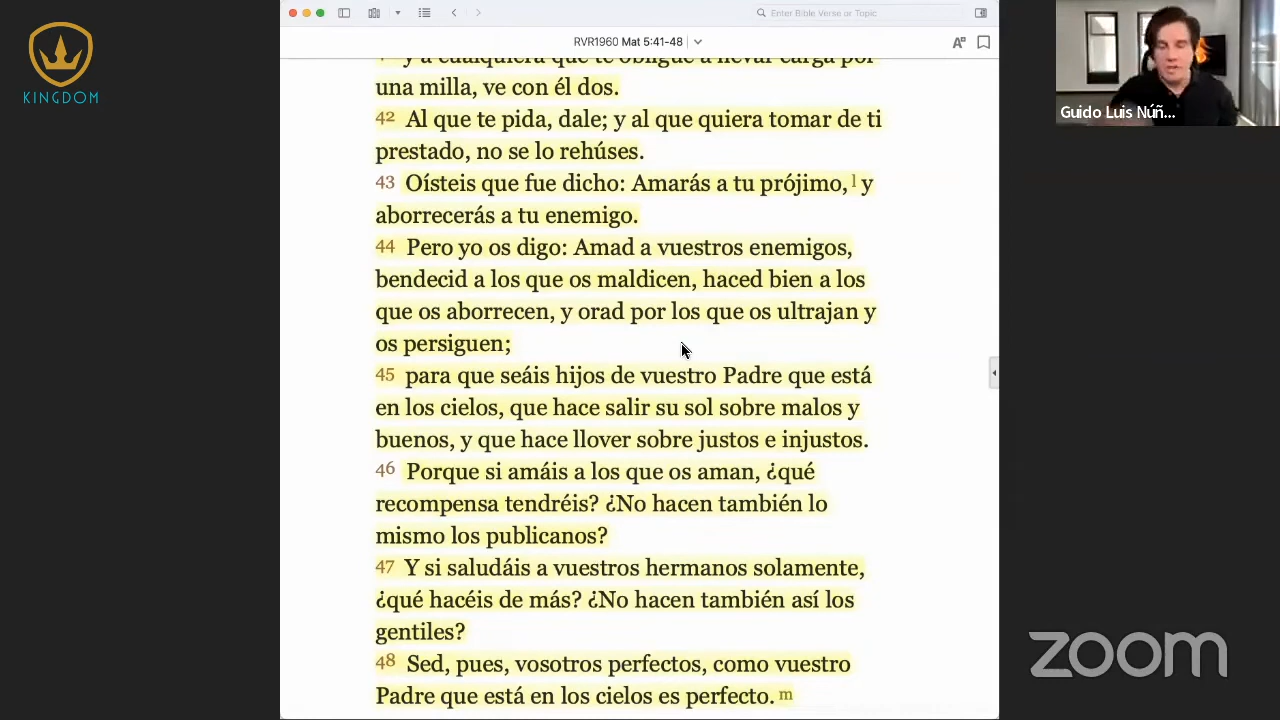 KINGDOM
Enter Bible Verse or Topic
RVR1960 Mat 5:41-48
Guido Luis Núñ...
y a cualquiera que te obligue a llevar carga por
una milla, ve con él dos.
42 Al que te pida, dale; y al que quiera tomar de ti
prestado, no se lo rehúses.
43 Oísteis que fue dicho: Amarás a tu prójimo, l y
aborrecerás a tu enemigo.
44 Pero yo os digo: Amad a vuestros enemigos,
bendecid a los que os maldicen, haced bien a los
que os aborrecen, y orad por los que os ultrajan y
os persiguen;
45 para que seáis hijos de vuestro Padre que está
en los cielos, que hace salir su sol sobre malos y
buenos, y que hace llover sobre justos e injustos.
46 Porque si amáis a los que os aman, ¿qué
recompensa tendréis? ¿No hacen también lo
mismo los publicanos?
47 Y si saludáis a vuestros hermanos solamente,
¿qué hacéis de más? ¿No hacen también así los
gentiles?
48 Sed, pues, vosotros perfectos, como vuestro
Padre que está en los cielos es perfecto. m
zoom